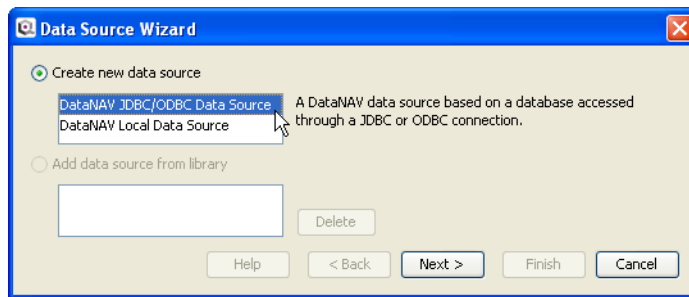 Data Source Wizard
Create new data source
DataNAV JDBC/ODBC Data Source
DataNAV Local Data Source
A DataNAV data source based on a database accessed
through a JDBC or ODBC connection.
Add data source from library
Delete
Help
< Back
Next >
Finish
Cancel